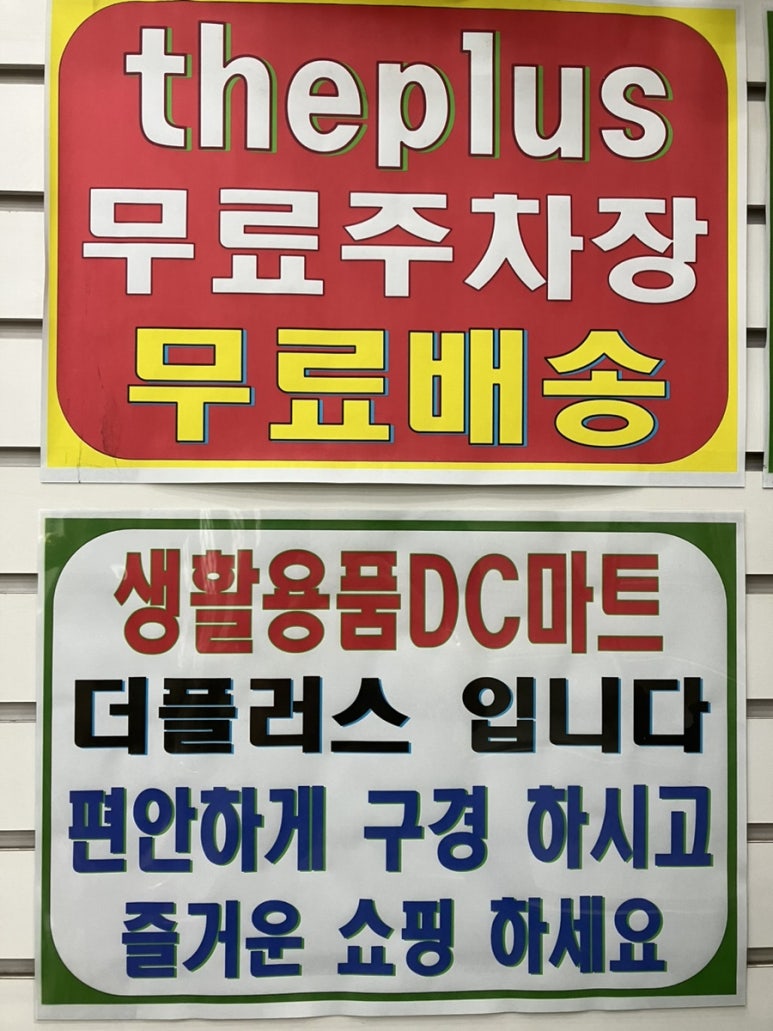 theplus
무료주차장
무료배송
생활용품DC마트
더플러스 입니다
편안하게 구경 하시고
즐거운 쇼핑 하세요